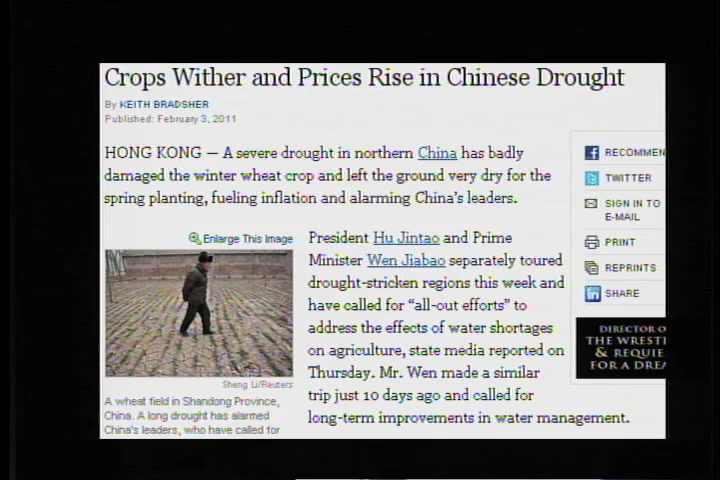 Crops Wither and Prices Rise in Chinese Drought
By KEITH BRADSHER
Published: February 3, 2011
HONG KONG — A severe drought in northern China has badly
damaged the winter wheat crop and left the ground very dry for the
spring planting, fueling inflation and alarming China's leaders.
Enlarge This Image
Sheng Li/Reuters
A wheat field in Shandong Province,
China. A long drought has alarmed
China's leaders, who have called for
President Hu Jintao and Prime
Minister Wen Jiabao separately toured
drought-stricken regions this week and
have called for “all-out efforts” to
address the effects of water shortages
on agriculture, state media reported on
Thursday. Mr. Wen made a similar
trip just 10 days ago and called for
long-term improvements in water management.
RECOMMEN
TWITTER
SIGN IN TO
E-MAIL
PRINT
REPRINTS
SHARE
DIRECTOR O
THE WRESTL
& REQUIE
FOR A DREA